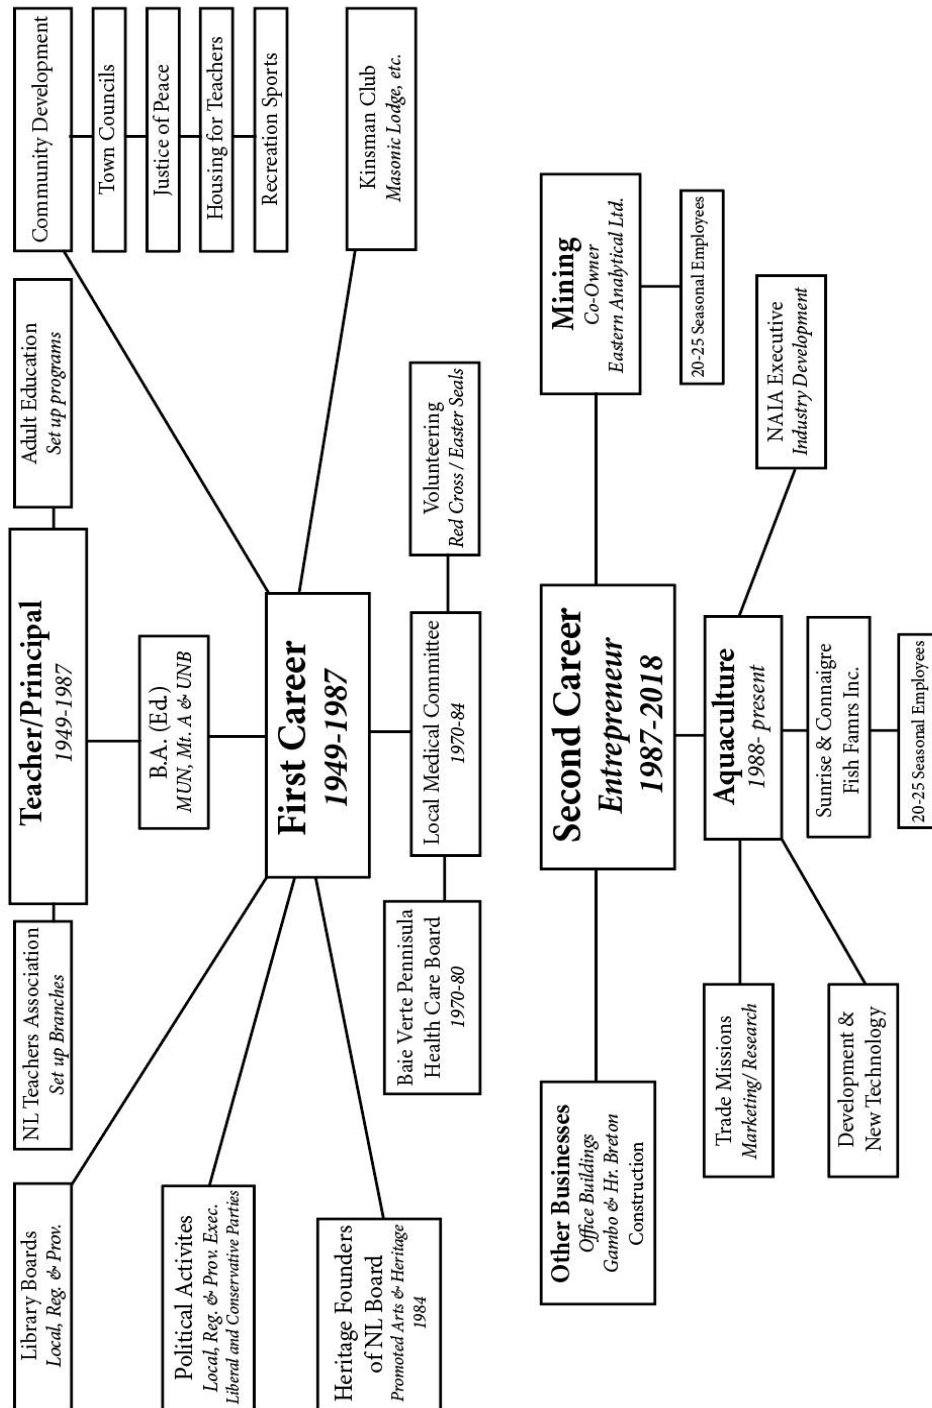 Library Boards
Local, Reg. & Prov.
NL Teachers Association
Set up Branches
Teacher/Principal
1949-1987
Adult Education
Set up programs
Community Development
Town Councils
Justice of Peace
Housing for Teachers
Recreation Sports
B.A. (Ed.)
MUN, Mt. A & UNB
Political Activites
Local, Reg. & Prov. Exec.
Liberal and Conservative Parties
First Career
1949-1987
Kinsman Club
Masonic Lodge, etc.
Heritage Founders
of NL Board
Promoted Arts & Heritage
1984
Baie Verte Pennisula
Health Care Board
1970-80
Local Medical Committee
1970-84
Volunteering
Red Cross / Easter Seals
Other Businesses
Office Buildings
Gambo & Hr. Breton
Construction
Second Career
Entrepreneur
1987-2018
Mining
Co-Owner
Eastern Analytical Ltd.
20-25 Seasonal Employees
Trade Missions
Marketing/ Research
Aquaculture
1988- present
NAIA Executive
Industry Development
Development &
New Technology
Sunrise & Connaigre
Fish Famrs Inc.
20-25 Seasonal Employees